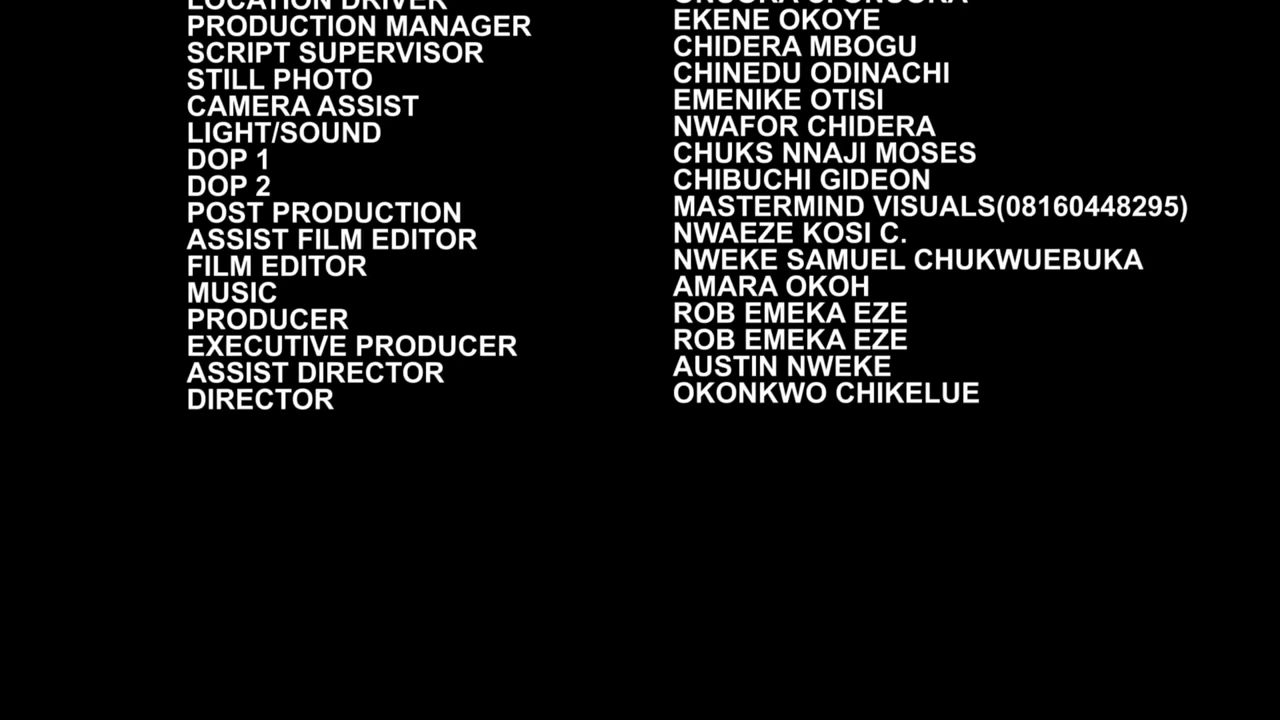 LOCATION DRIVER
PRODUCTION MANAGER EKENE OKOYE
SCRIPT SUPERVISOR CHIDERA MBOGU
STILL PHOTO CHINEDU ODINACHI
CAMERA ASSIST EMENIKE OTISI
LIGHT/SOUND NWAFOR CHIDERA
DOP 1 CHUKS NNAJI MOSES
DOP 2 CHIBUCHI GIDEON
POST PRODUCTION MASTERMIND VISUALS(08160448295)
ASSIST FILM EDITOR NWAEZE KOSI C.
FILM EDITOR NWEKE SAMUEL CHUKWUEBUKA
MUSIC AMARA OKOH
PRODUCER ROB EMEKA EZE
EXECUTIVE PRODUCER ROB EMEKA EZE
ASSIST DIRECTOR AUSTIN NWEKE
DIRECTOR OKONKWO CHIKELUE